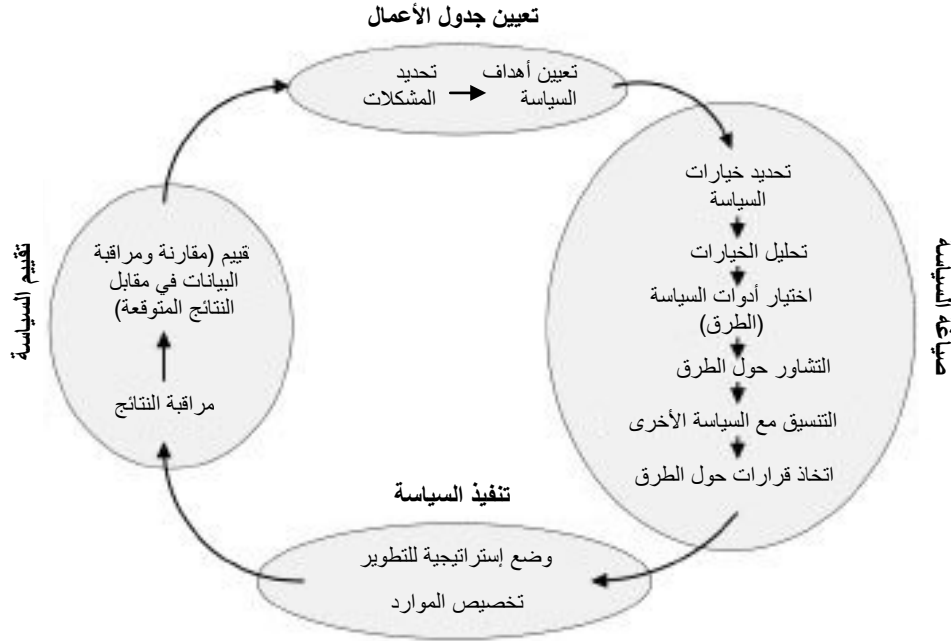 تعيين جدول الأعمال
تحديد
المشكلات
تعيين أهداف
السياسة
صياغة السياسة
تحديد خيارات
السياسة
تحليل الخيارات
اختيار أدوات السياسة
(الطرق)
التشاور حول الطرق
التنسيق مع السياسة الأخرى
اتخاذ قرارات حول الطرق
تنفيذ السياسة
وضع إستراتيجية للتطوير
تخصيص الموارد
تقييم السياسة
قييم (مقارنة ومراقبة
البيانات في مقابل
النتائج المتوقعة)
مراقبة النتائج